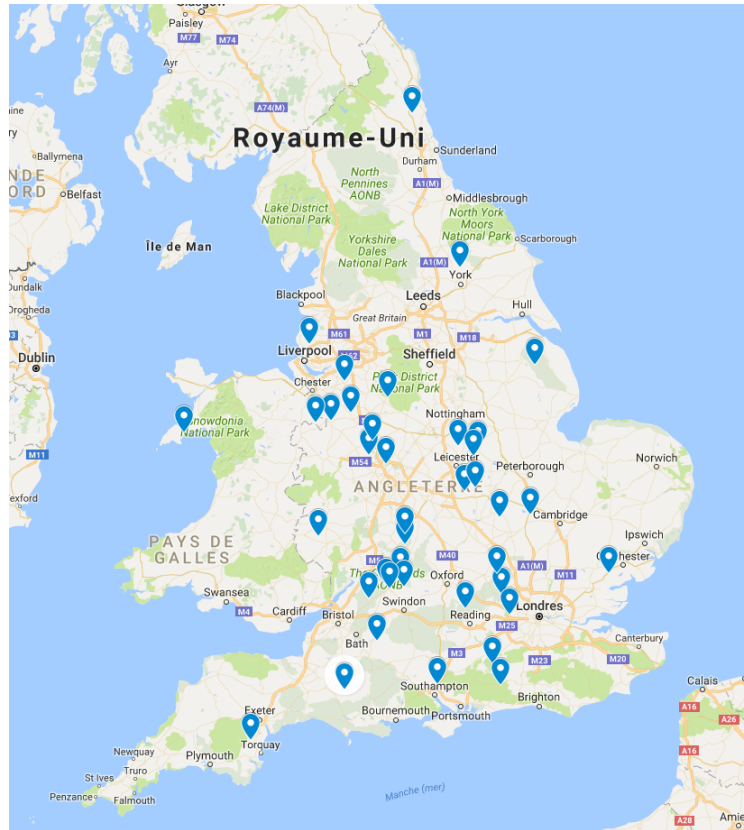 Glasgow
Paisley
M77
M74
Ayr
A74(M)
Royaume-Uni
Ballymena
Belfast
Sunderland
Durham
North
Pennines
AONB
A1(M)
Middlesbrough
Lake District
National Park
North York
Moors
National Park
Scarborough
Île de Man
Yorkshire
Dales
National Park
A1(M)
York
Dundalk
Drogheda
Blackpool
Leeds
Hull
Great Britain
M61
M1
M18
Dublin
Liverpool
M62
Sheffield
Chester
District
National Park
Snowdonia
National Park
Nottingham
M11
M54
Leicester
Peterborough
Norwich
ANGLETERRE
Cambridge
Ipswich
PAYS DE
GALLES
M40
A1(M)
M11
AONB
Oxford
Swansea
Swindon
Londres
M4
Cardiff
Bristol
Reading
M25
Bath
M3
M23
M20
Canterbury
Southampton
Calais
Brighton
Exeter
Bournemouth
Portsmouth
A16
A26
Torquay
Newquay
Plymouth
A16
St Ives
Truro
Penzance
Falmouth
Manche (mer)
A28